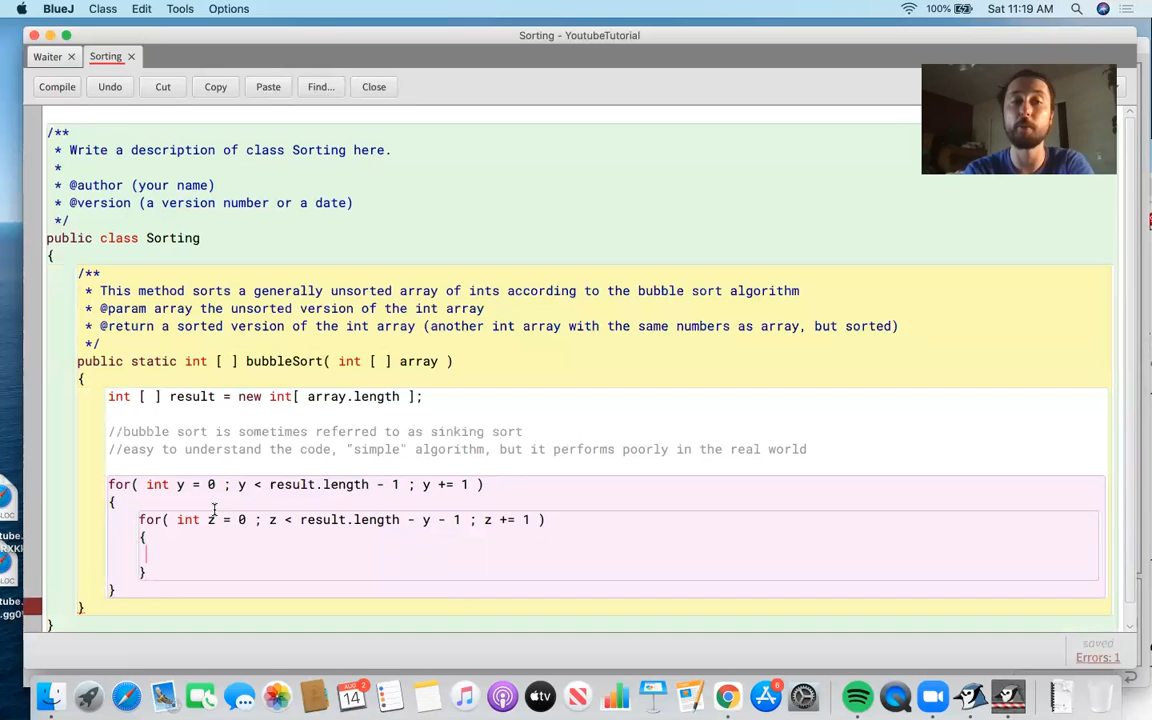 BlueJ Class Edit Tools Options 100% Sat 11:19 AM
Sorting - YoutubeTutorial
Waiter Sorting
Compile Undo Cut Copy Paste Find... Close
/**
* Write a description of class Sorting here.
*
* @author (your name)
* @version (a version number or a date)
*/
public class Sorting
{
/**
* This method sorts a generally unsorted array of ints according to the bubble sort algorithm
* @param array the unsorted version of the int array
* @return a sorted version of the int array (another int array with the same numbers as array, but sorted)
*/
public static int [ ] bubbleSort( int [ ] array )
{
int [ ] result = new int[ array.length ];
//bubble sort is sometimes referred to as sinking sort
//easy to understand the code, "simple" algorithm, but it performs poorly in the real world
for( int y = 0 ; y < result.length - 1 ; y += 1 )
{
for( int z = 0 ; z < result.length - y - 1 ; z += 1 )
{
}
}
}
}
saved
Errors: 1
AUG
14
2
tv
6